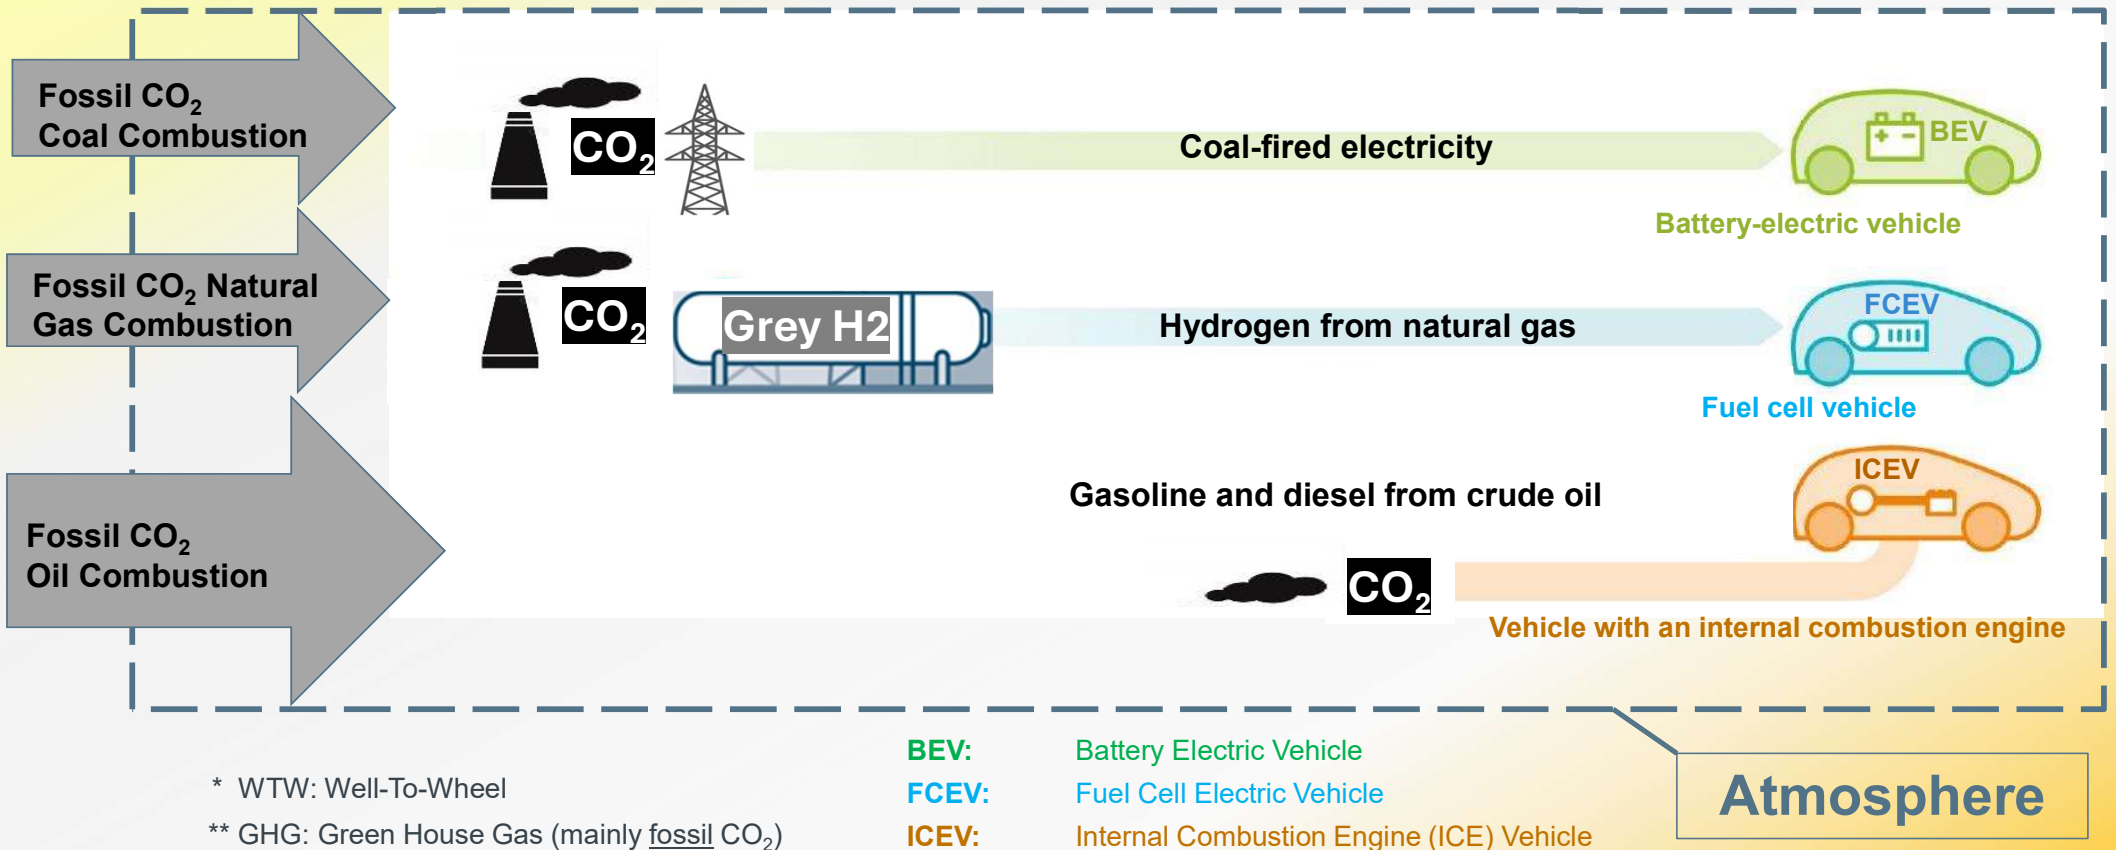 Fossil CO₂
Coal Combustion
CO₂
Coal-fired electricity
BEV
Battery-electric vehicle
Fossil CO₂ Natural
Gas Combustion
CO₂
Grey H2
Hydrogen from natural gas
FCEV
Fuel cell vehicle
Fossil CO₂
Oil Combustion
Gasoline and diesel from crude oil
ICEV
CO₂
Vehicle with an internal combustion engine
* WTW: Well-To-Wheel
** GHG: Green House Gas (mainly fossil CO₂)
BEV: Battery Electric Vehicle
FCEV: Fuel Cell Electric Vehicle
ICEV: Internal Combustion Engine (ICE) Vehicle
Atmosphere